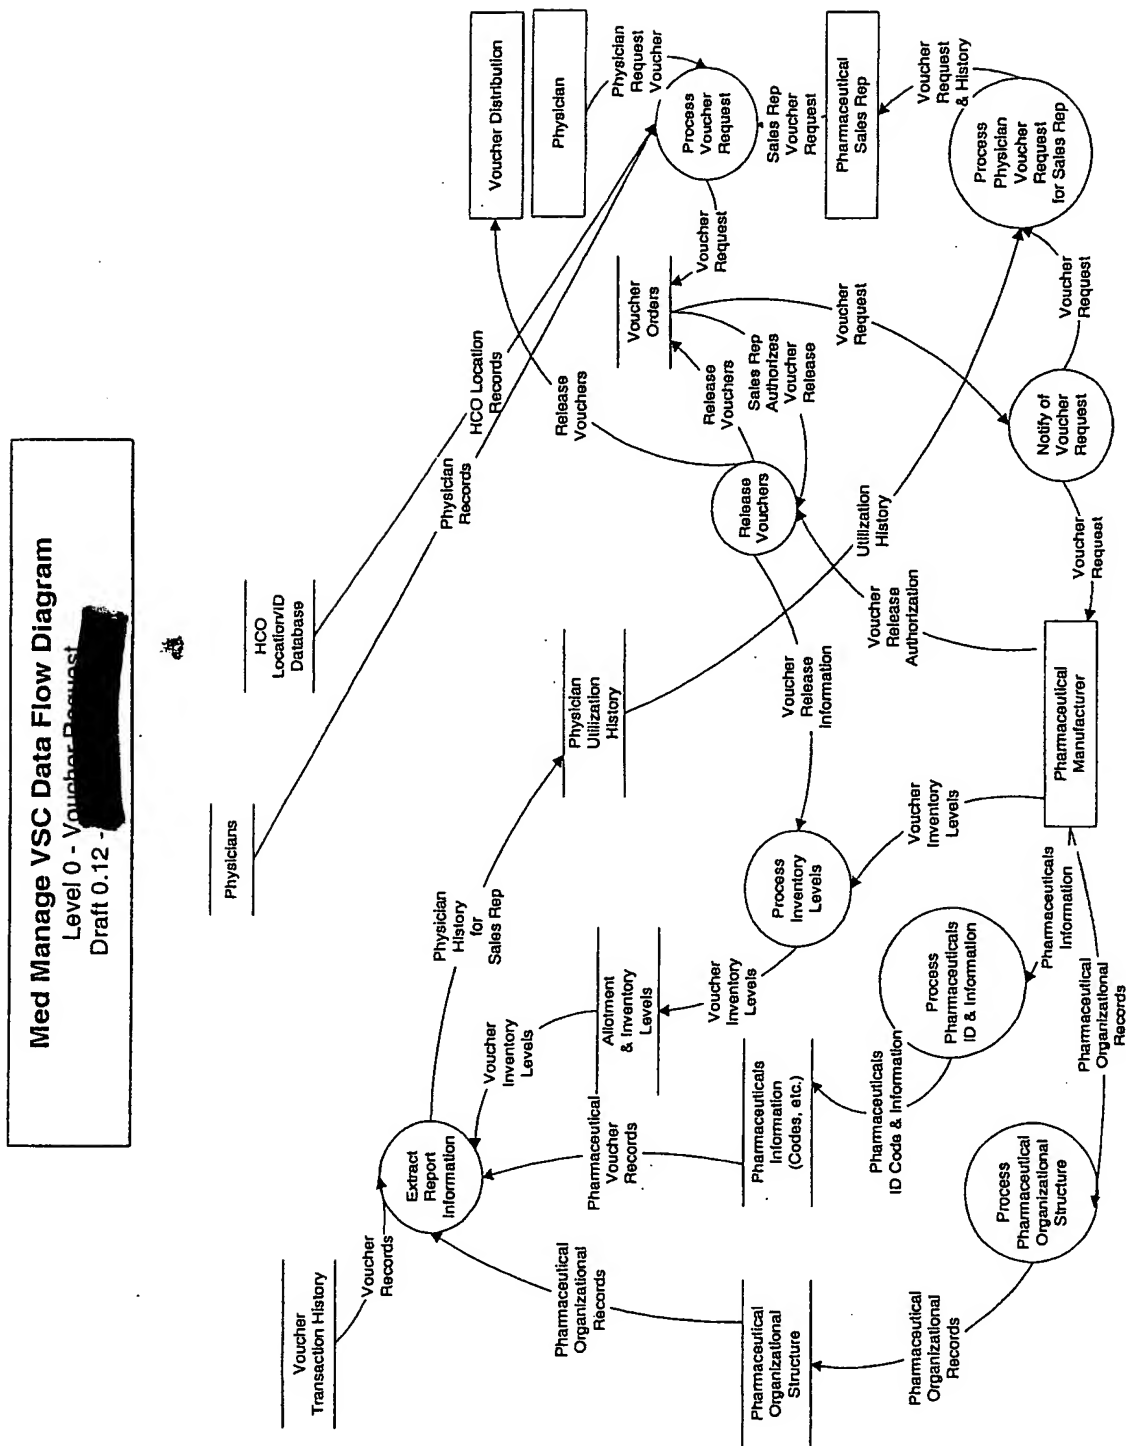 Med Manage VSC Data Flow Diagram
Level 0 - Voucher Request
Draft 0.12 -
Voucher Distribution
Physician
Physician
Request
Voucher
Process
Voucher
Request
Sales Rep
Voucher
Request
Pharmaceutical
Sales Rep
Voucher
Request
& History
Process
Physician
Voucher
Request
for Sales Rep
Voucher
Request
Voucher
Orders
HCO Location
Records
Physician
Records
Release
Vouchers
Release
Vouchers
Sales Rep
Authorizes
Voucher
Release
Voucher
Request
Voucher
Request
Notify of
Voucher
Request
Release
Vouchers
Utilization
History
Voucher
Request
HCO
Location/ID
Database
Physicians
Physician
Utilization
History
Voucher
Release
Information
Voucher
Release
Authorization
Pharmaceutical
Manufacturer
Physician
History
for
Sales Rep
Process
Inventory
Levels
Voucher
Inventory
Levels
Voucher
Inventory
Levels
Allotment
& Inventory
Levels
Voucher
Inventory
Levels
Process
Pharmaceuticals
ID & Information
Pharmaceuticals
Information
Pharmaceutical
Organizational
Records
Extract
Report
Information
Pharmaceutical
Voucher
Records
Pharmaceuticals
Information
(Codes, etc.)
Pharmaceuticals
ID Code & Information
Process
Pharmaceutical
Organizational
Structure
Voucher
Transaction History
Voucher
Records
Pharmaceutical
Organizational
Records
Pharmaceutical
Organizational
Structure
Pharmaceutical
Organizational
Records